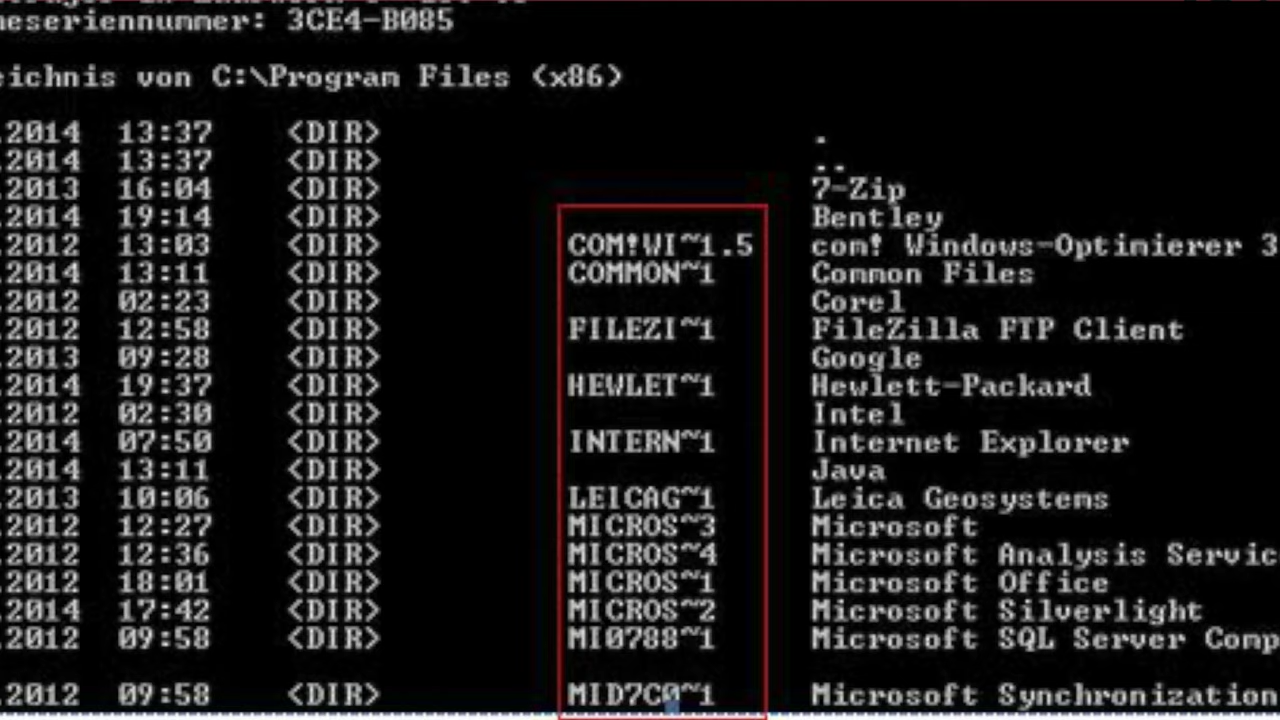 eseriennummer: 3CE4-B085
eichnis von C:\Program Files (x86)
.2014 13:37 <DIR> .
.2014 13:37 <DIR> ..
.2013 16:04 <DIR> 7-Zip
.2014 19:14 <DIR> Bentley
.2012 13:03 <DIR> COM!WI~1.5 com! Windows-Optimierer 3
.2014 13:11 <DIR> COMMON~1 Common Files
.2012 02:23 <DIR> Corel
.2012 12:58 <DIR> FILEZI~1 FileZilla FTP Client
.2013 09:28 <DIR> Google
.2014 19:37 <DIR> HEWLET~1 Hewlett-Packard
.2012 02:30 <DIR> Intel
.2014 07:50 <DIR> INTERN~1 Internet Explorer
.2014 13:11 <DIR> Java
.2013 10:06 <DIR> LEICAG~1 Leica Geosystems
.2012 12:27 <DIR> MICROS~3 Microsoft
.2012 12:36 <DIR> MICROS~4 Microsoft Analysis Servic
.2012 18:01 <DIR> MICROS~1 Microsoft Office
.2014 17:42 <DIR> MICROS~2 Microsoft Silverlight
.2012 09:58 <DIR> MI0788~1 Microsoft SQL Server Comp
.2012 09:58 <DIR> MID7C0~1 Microsoft Synchronization